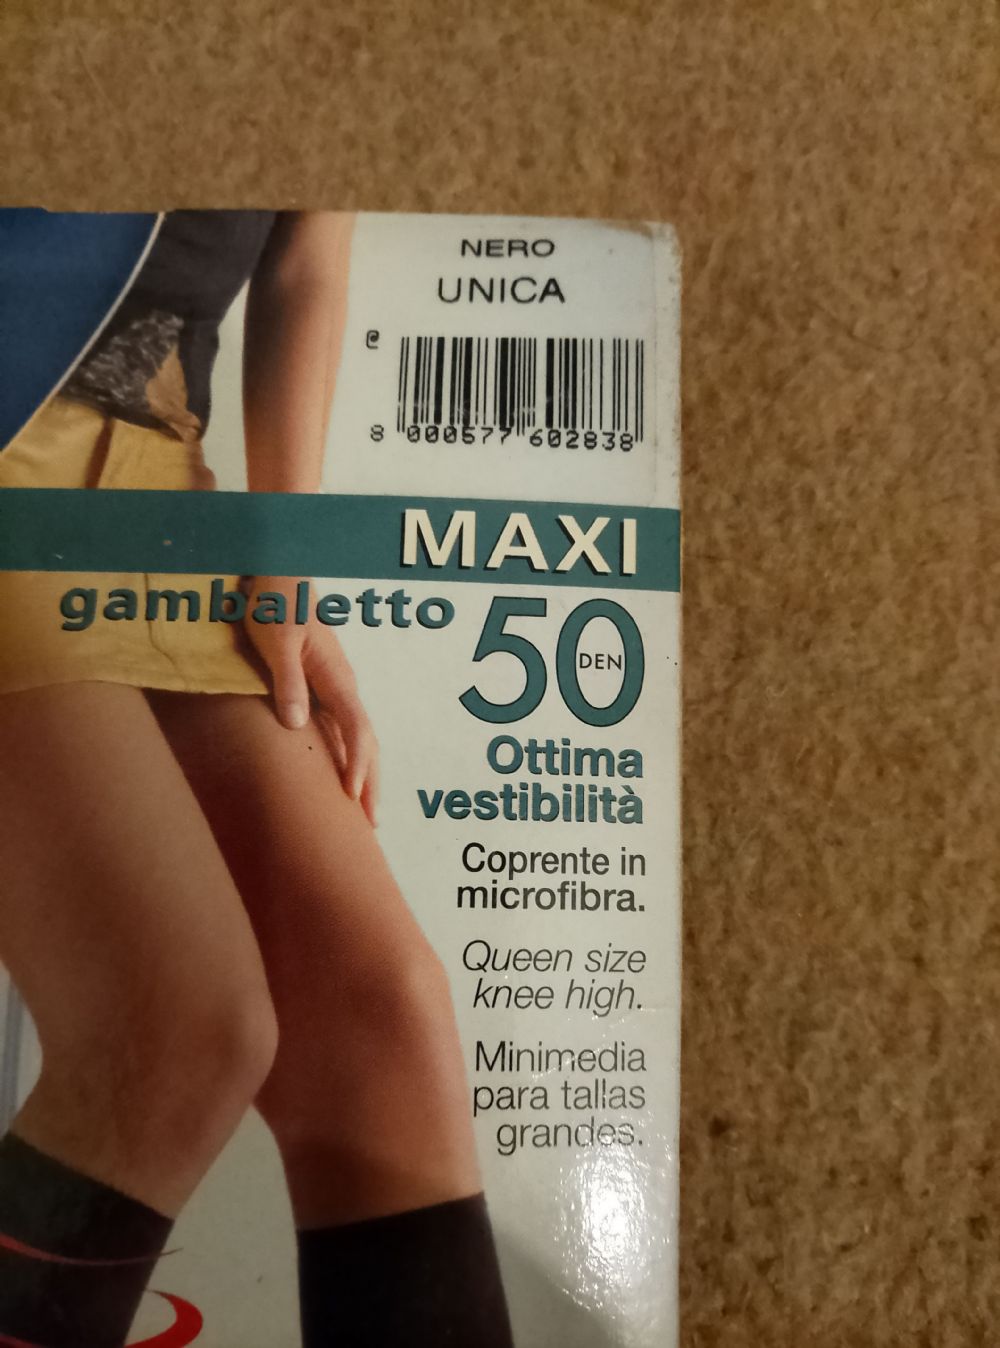 NERO
UNICA
@
8 000577 602838
MAXI
gambaletto
50
DEN
Ottima
vestibilità
Coprente in
microfibra.
Queen size
knee high.
Minimedia
para tallas
grandes.